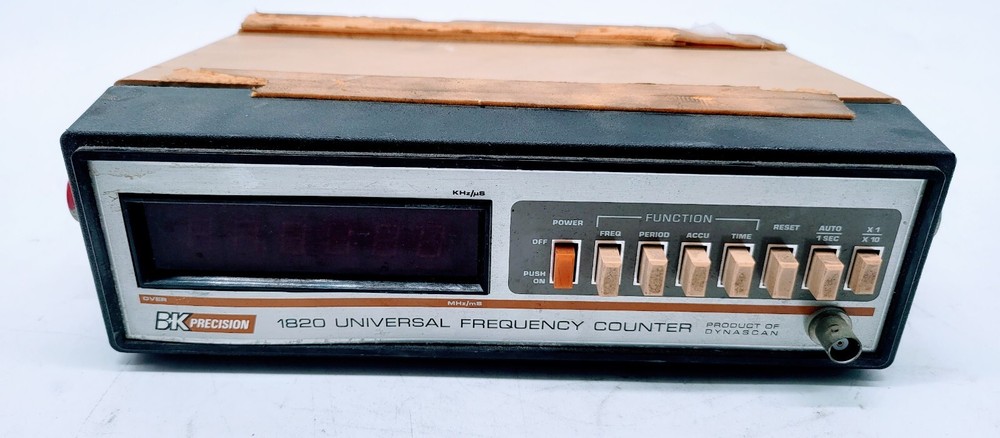 KHz/µS
POWER
FUNCTION
FREQ PERIOD ACCU TIME RESET AUTO X 1
1 SEC X 10
OFF
PUSH
ON
OVER
MHz/mS
BK PRECISION
1820 UNIVERSAL FREQUENCY COUNTER
PRODUCT OF
DYNASCAN